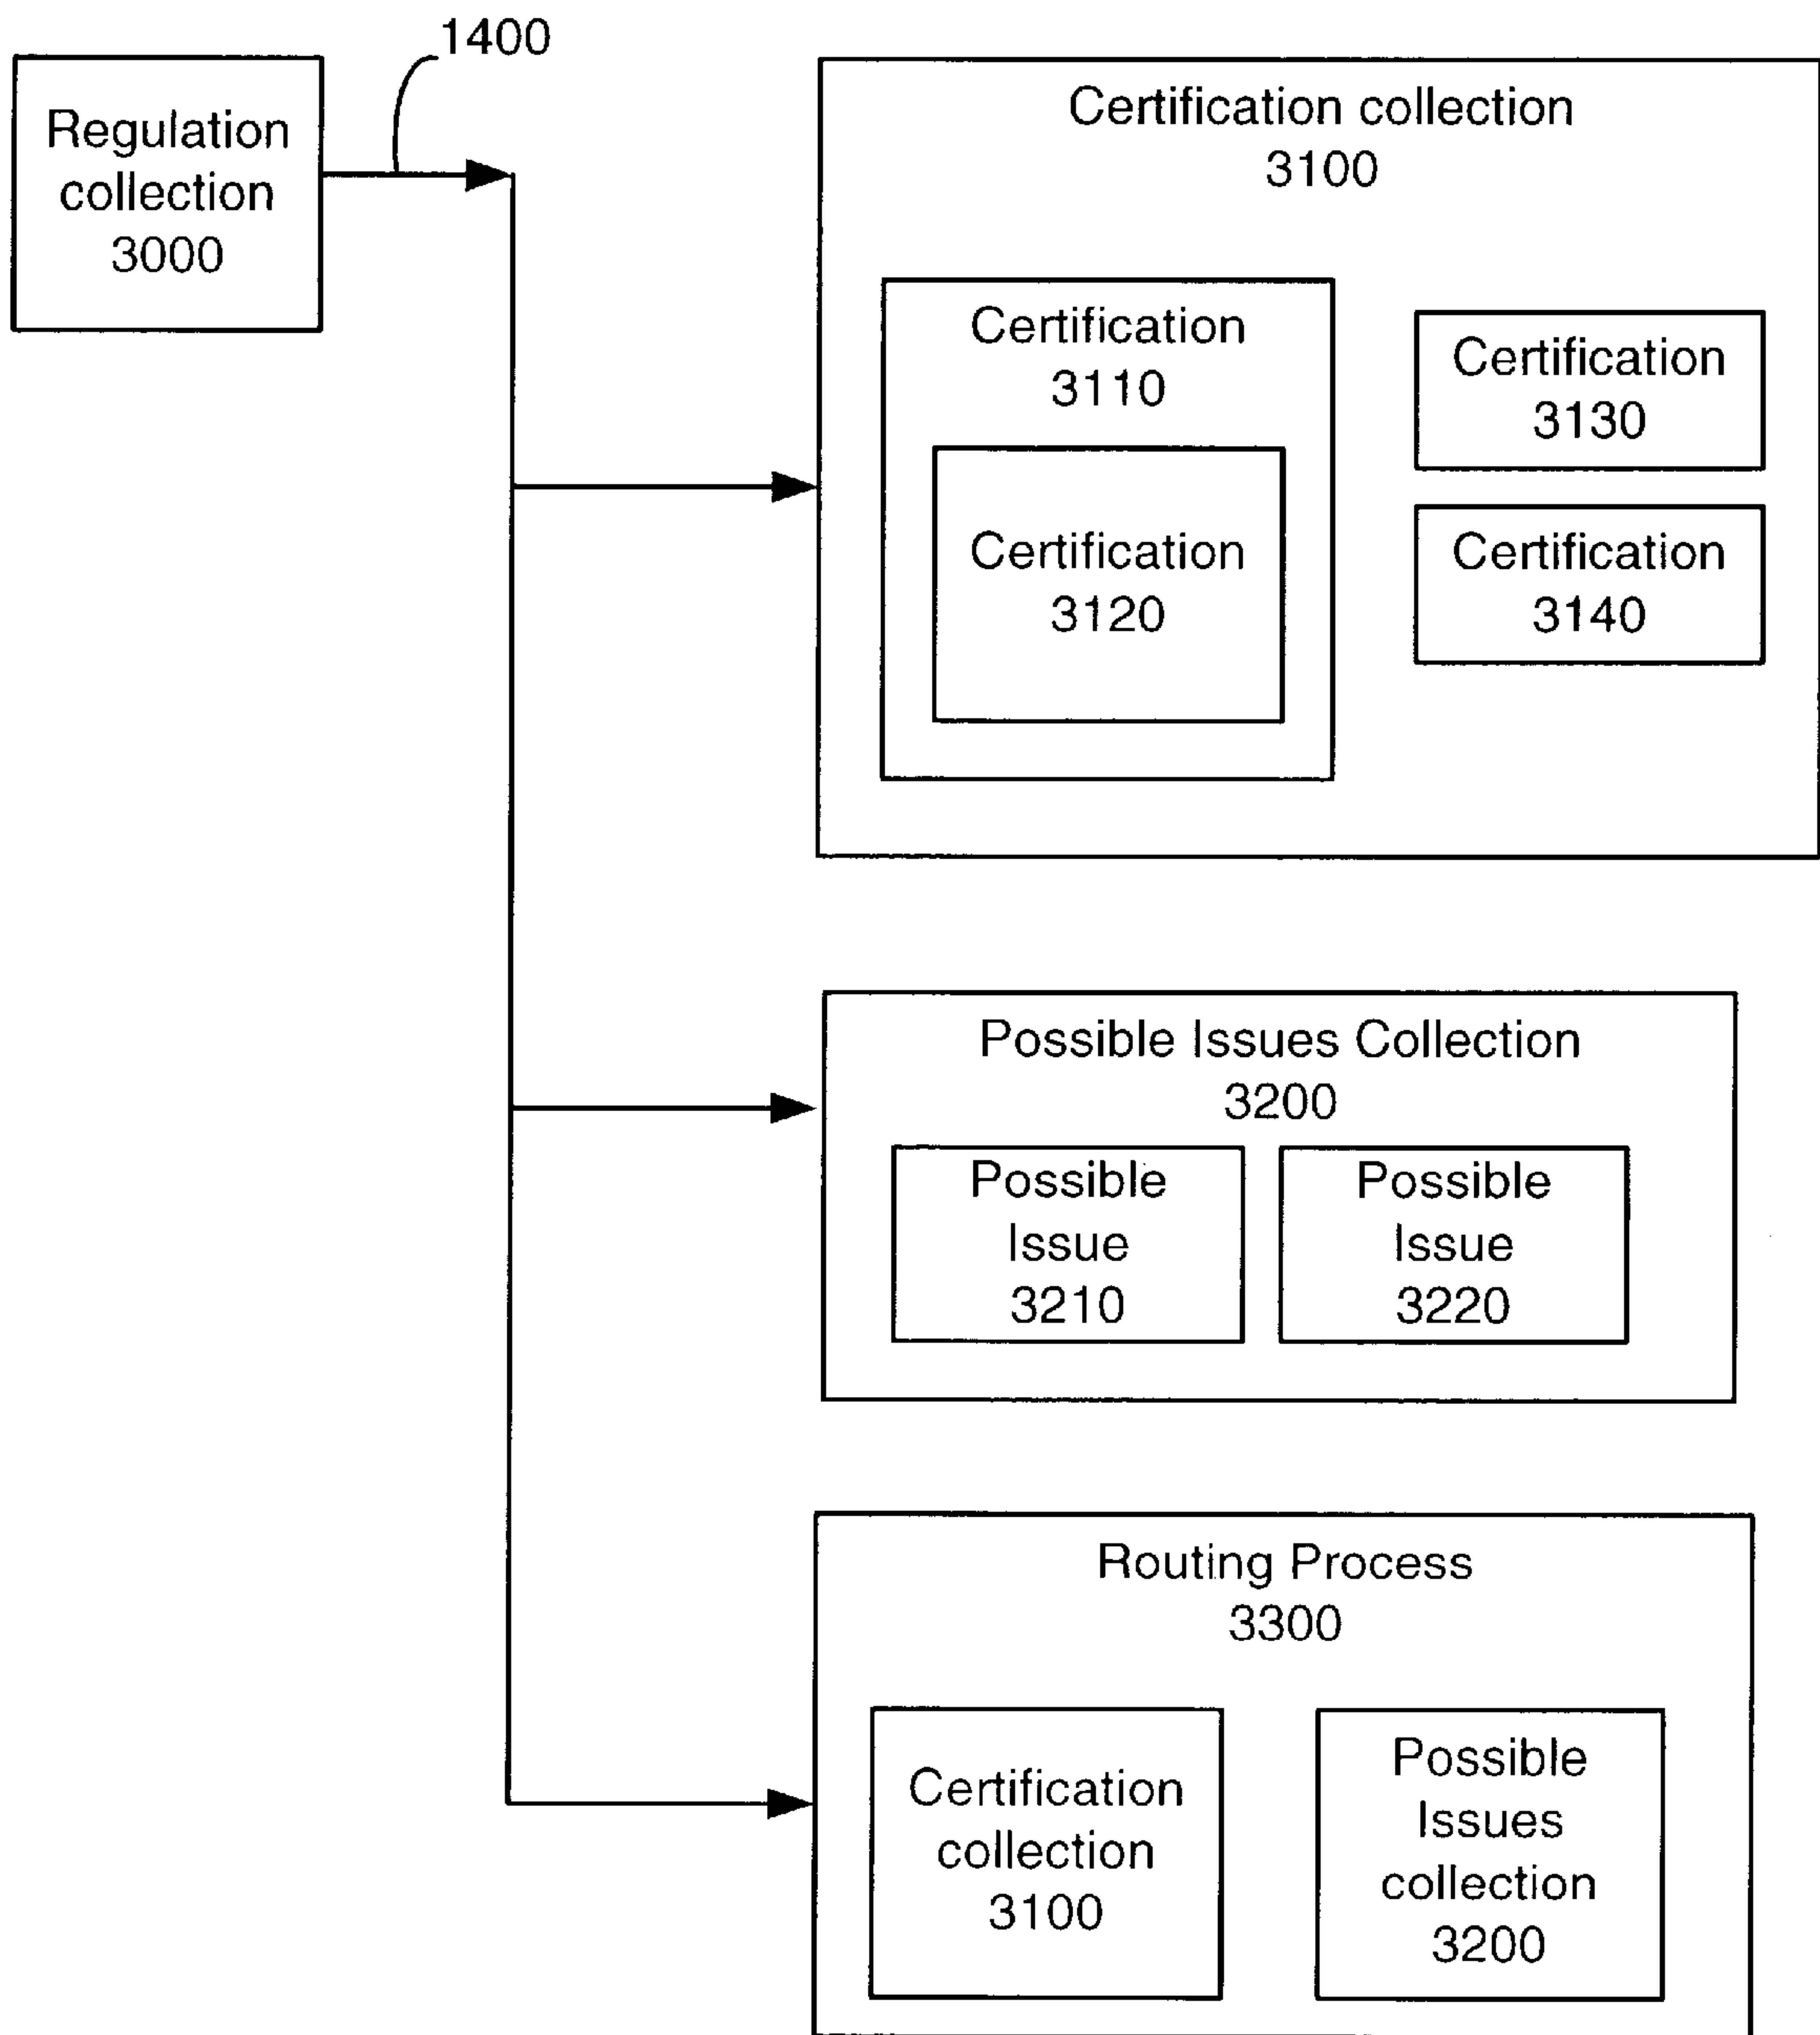 1400
Regulation
collection
3000
Certification collection
3100
Certification
3110
Certification
3120
Certification
3130
Certification
3140
Possible Issues Collection
3200
Possible
Issue
3210
Possible
Issue
3220
Routing Process
3300
Certification
collection
3100
Possible
Issues
collection
3200